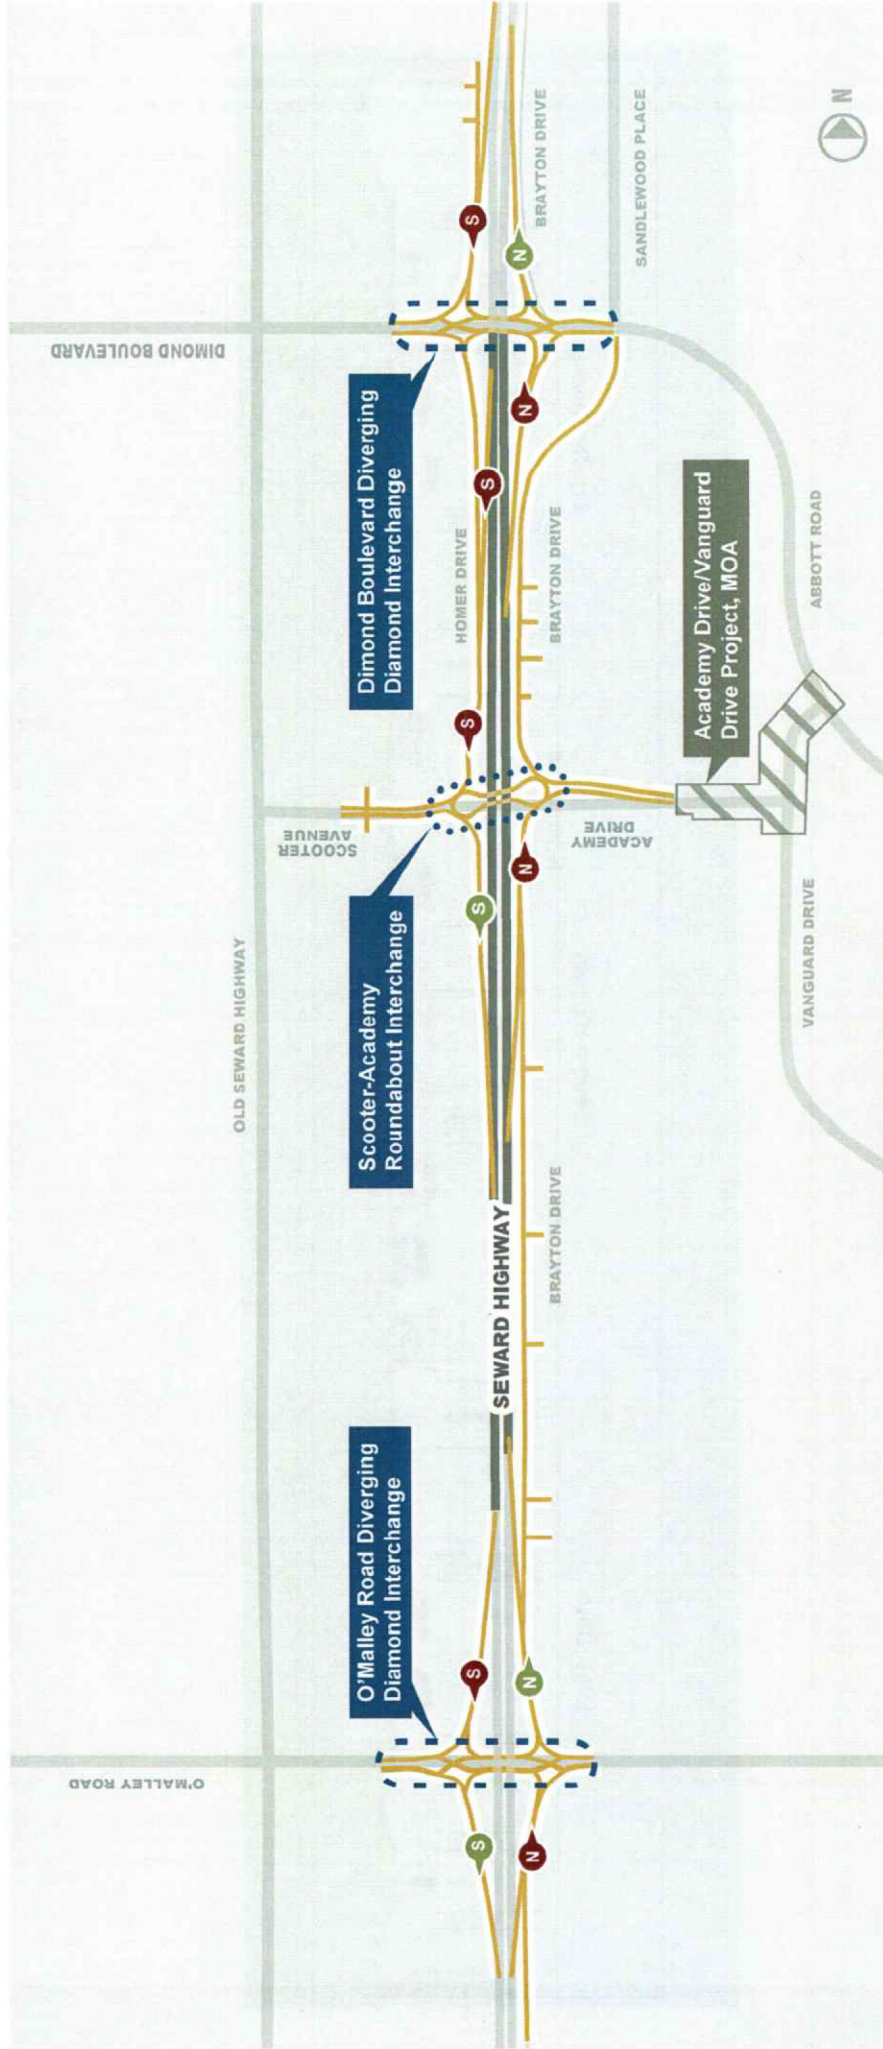 DIMOND BOULEVARD
S
BRAYTON DRIVE
SANDLEWOOD PLACE
N
N
Dimond Boulevard Diverging
Diamond Interchange
S
HOMER DRIVE
N
BRAYTON DRIVE
Academy Drive/Vanguard
Drive Project, MOA
ABBOTT ROAD
S
SCOOTER
AVENUE
ACADEMY
DRIVE
N
S
Scooter-Academy
Roundabout Interchange
OLD SEWARD HIGHWAY
VANGUARD DRIVE
SEWARD HIGHWAY
BRAYTON DRIVE
O'Malley Road Diverging
Diamond Interchange
S
N
O'MALLEY ROAD
S
N